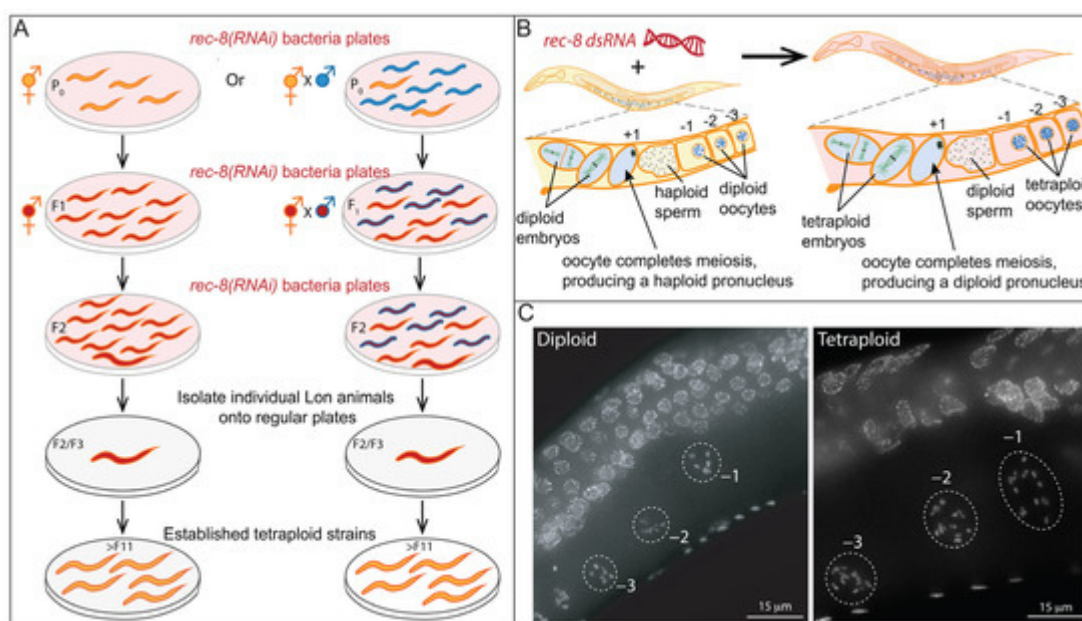 A
rec-8(RNAi) bacteria plates
P0
Or
X
P0
rec-8(RNAi) bacteria plates
F1
X
F1
rec-8(RNAi) bacteria plates
F2
F2
Isolate individual Lon animals
onto regular plates
F2/F3
F2/F3
Established tetraploid strains
>F11
>F11
B
rec-8 dsRNA
+
+1
-1
-2
-3
diploid
embryos
haploid
sperm
diploid
oocytes
oocyte completes meiosis,
producing a haploid pronucleus
+1
-1
-2
-3
tetraploid
embryos
diploid
sperm
tetraploid
oocytes
oocyte completes meiosis,
producing a diploid pronucleus
C
Diploid
−1
−2
−3
15 µm
Tetraploid
−1
−2
−3
15 µm